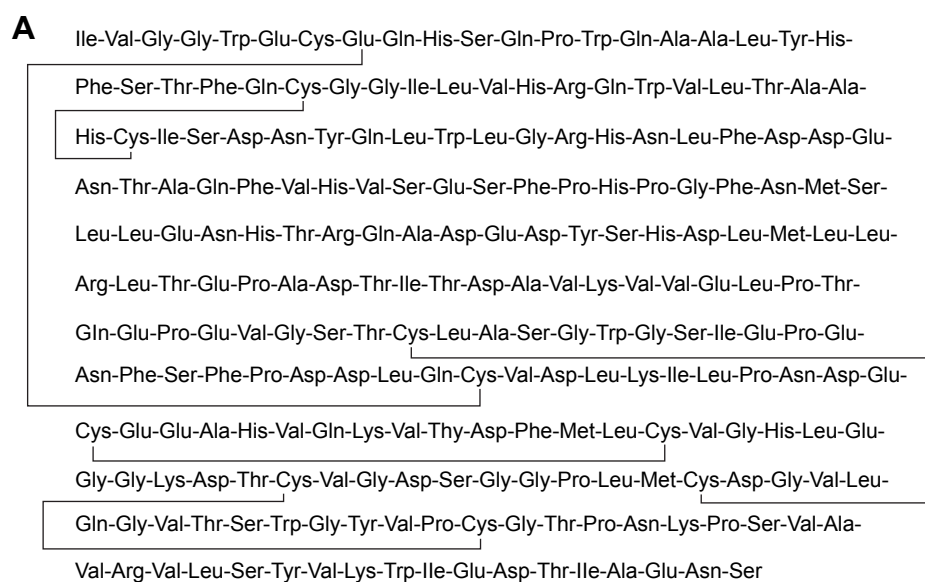 A
Ile-Val-Gly-Gly-Trp-Glu-Cys-Glu-Gln-His-Ser-Gln-Pro-Trp-Gln-Ala-Ala-Leu-Tyr-His-
Phe-Ser-Thr-Phe-Gln-Cys-Gly-Gly-Ile-Leu-Val-His-Arg-Gln-Trp-Val-Leu-Thr-Ala-Ala-
His-Cys-Ile-Ser-Asp-Asn-Tyr-Gln-Leu-Trp-Leu-Gly-Arg-His-Asn-Leu-Phe-Asp-Asp-Glu-
Asn-Thr-Ala-Gln-Phe-Val-His-Val-Ser-Glu-Ser-Phe-Pro-His-Pro-Gly-Phe-Asn-Met-Ser-
Leu-Leu-Glu-Asn-His-Thr-Arg-Gln-Ala-Asp-Glu-Asp-Tyr-Ser-His-Asp-Leu-Met-Leu-Leu-
Arg-Leu-Thr-Glu-Pro-Ala-Asp-Thr-Ile-Thr-Asp-Ala-Val-Lys-Val-Val-Glu-Leu-Pro-Thr-
Gln-Glu-Pro-Glu-Val-Gly-Ser-Thr-Cys-Leu-Ala-Ser-Gly-Trp-Gly-Ser-Ile-Glu-Pro-Glu-
Asn-Phe-Ser-Phe-Pro-Asp-Asp-Leu-Gln-Cys-Val-Asp-Leu-Lys-Ile-Leu-Pro-Asn-Asp-Glu-
Cys-Glu-Glu-Ala-His-Val-Gln-Lys-Val-Thy-Asp-Phe-Met-Leu-Cys-Val-Gly-His-Leu-Glu-
Gly-Gly-Lys-Asp-Thr-Cys-Val-Gly-Asp-Ser-Gly-Gly-Pro-Leu-Met-Cys-Asp-Gly-Val-Leu-
Gln-Gly-Val-Thr-Ser-Trp-Gly-Tyr-Val-Pro-Cys-Gly-Thr-Pro-Asn-Lys-Pro-Ser-Val-Ala-
Val-Arg-Val-Leu-Ser-Tyr-Val-Lys-Trp-Ile-Glu-Asp-Thr-Ile-Ala-Glu-Asn-Ser